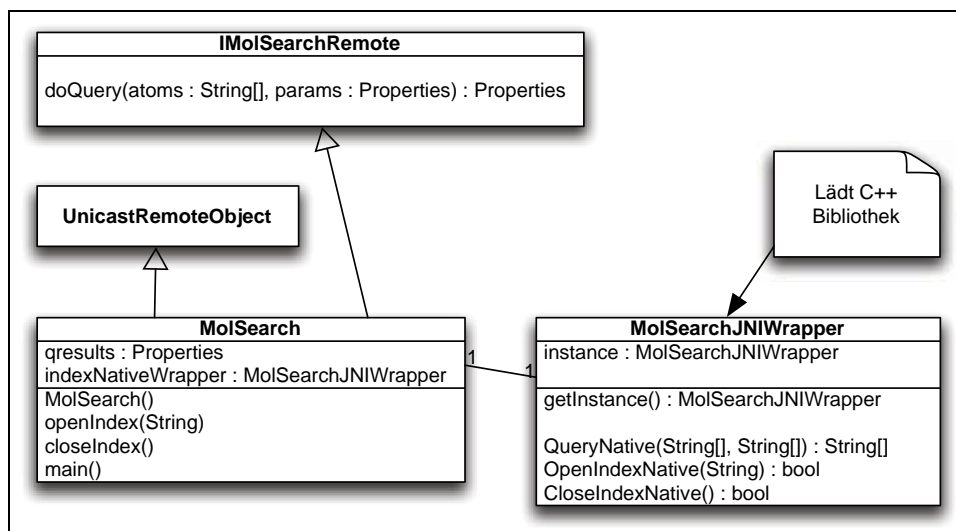 IMolSearchRemote
doQuery(atoms : String[], params : Properties) : Properties
UnicastRemoteObject
Lädt C++
Bibliothek
MolSearch
qresults : Properties
indexNativeWrapper : MolSearchJNIWrapper
MolSearch()
openIndex(String)
closeIndex()
main()
1
1
MolSearchJNIWrapper
instance : MolSearchJNIWrapper
getInstance() : MolSearchJNIWrapper
QueryNative(String[], String[]) : String[]
OpenIndexNative(String) : bool
CloseIndexNative() : bool